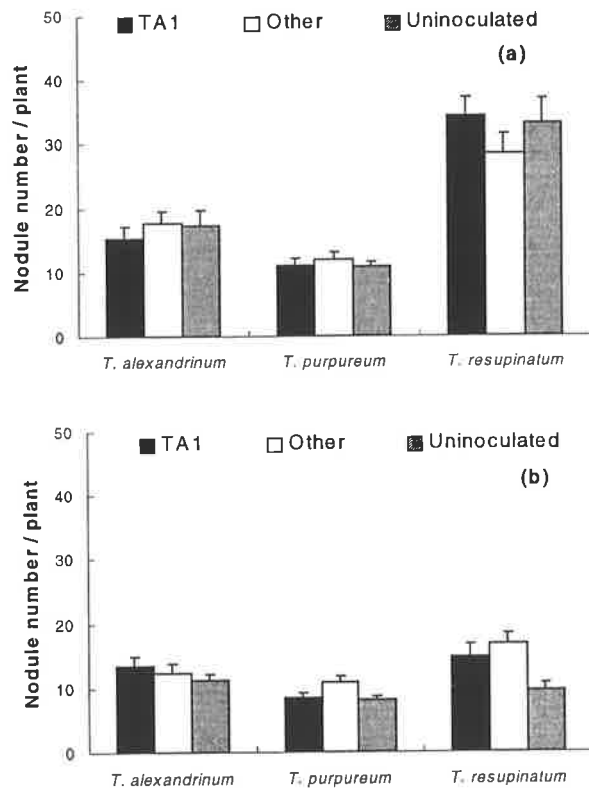 50
TA1 Other Uninoculated
(a)
40
30
20
10
0
Nodule number / plant
T. alexandrinum T. purpureum T. resupinatum
50
TA1 Other Uninoculated
(b)
40
30
20
10
0
Nodule number / plant
T. alexandrinum T. purpureum T. resupinatum